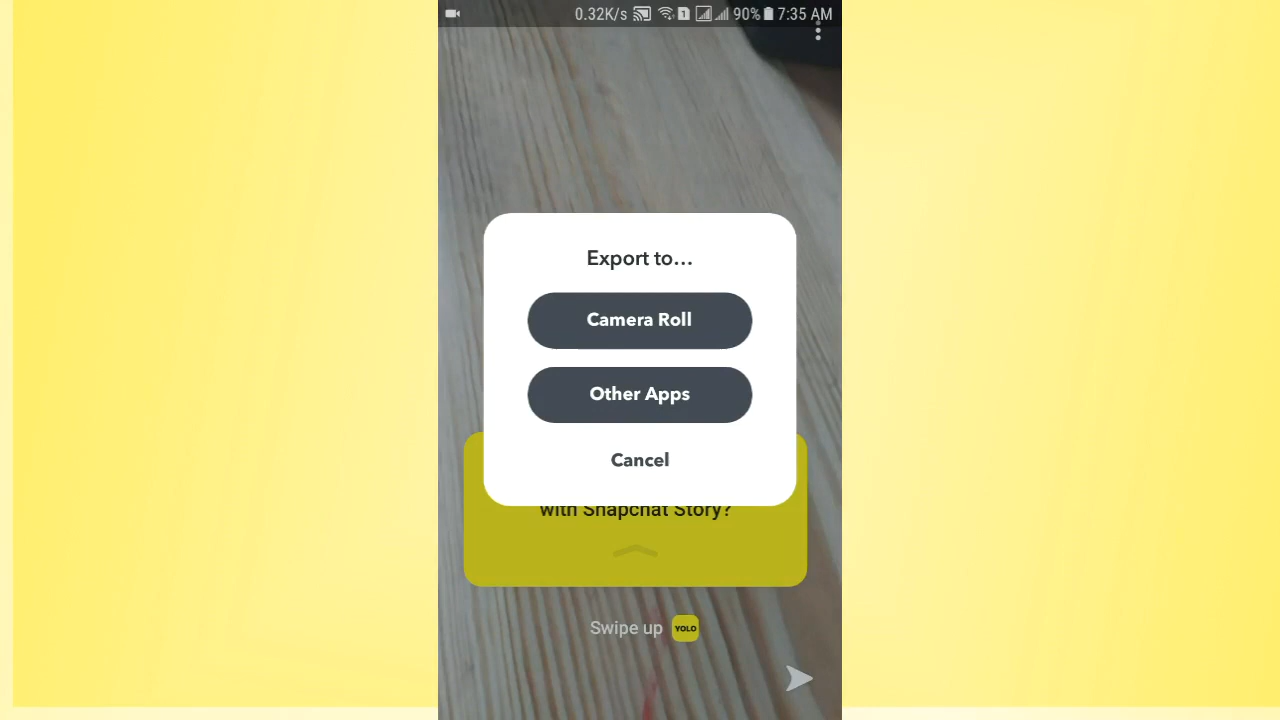 0.32K/s 1 90% 7:35 AM
Export to...
Camera Roll
Other Apps
Cancel
with Snapchat Story?
Swipe up YOLO